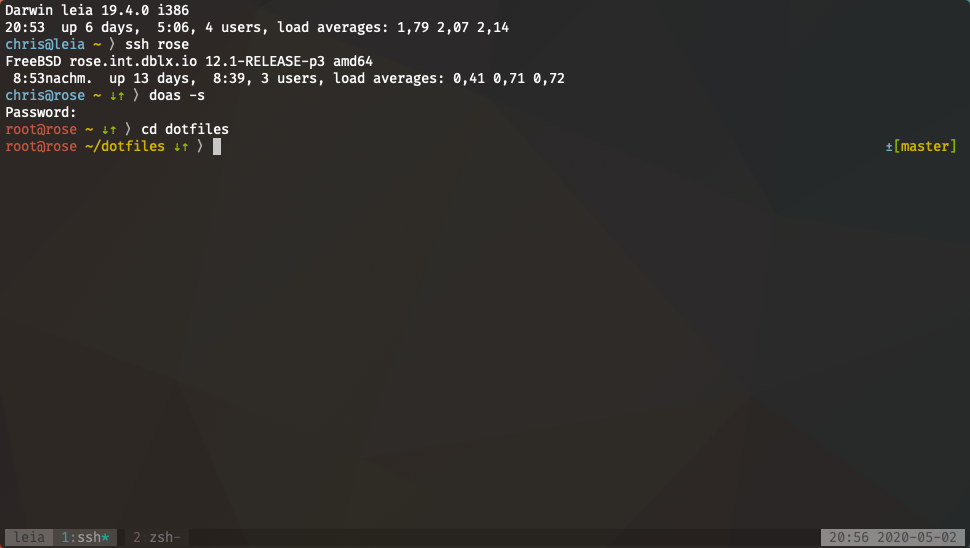 Darwin leia 19.4.0 i386
20:53  up 6 days,  5:06, 4 users, load averages: 1,79 2,07 2,14
chris@leia ~ ❭ ssh rose
FreeBSD rose.int.dblx.io 12.1-RELEASE-p3 amd64
 8:53nachm.  up 13 days,  8:39, 3 users, load averages: 0,41 0,71 0,72
chris@rose ~ ↓↑ ❭ doas -s
Password:
root@rose ~ ↓↑ ❭ cd dotfiles
root@rose ~/dotfiles ↓↑ ❭ ±[master]
leia 1:ssh* 2 zsh- 20:56 2020-05-02